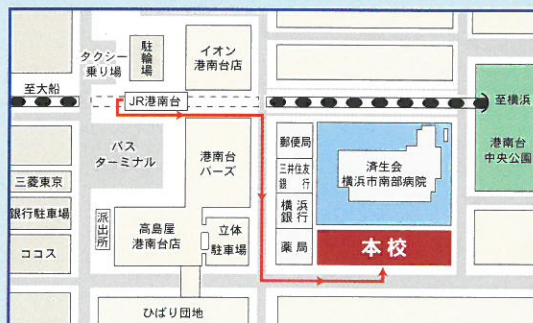 タクシー
乗り場
駐輪場
イオン
港南台店
至大船
JR港南台
至横浜
バス
ターミナル
港南台
バーズ
郵便局
三井住友
銀行
横浜
銀行
薬局
済生会
横浜市南部病院
港南台
中央公園
三菱東京
銀行駐車場
ココス
派出所
高島屋
港南台店
立体
駐車場
本校
ひばり団地